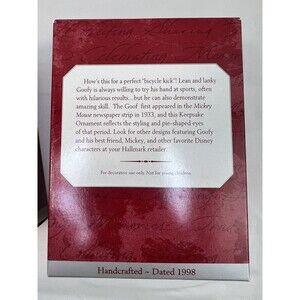 How's this for a perfect "bicycle kick"! Lean and lanky
Goofy is always willing to try his hand at sports, often
with hilarious results...but he can also demonstrate
amazing skill. The Goof first appeared in the Mickey
Mouse newspaper strip in 1933, and this Keepsake
Ornament reflects the styling and pie-shaped eyes
of that period. Look for other designs featuring Goofy
and his best friend, Mickey, and other favorite Disney
characters at your Hallmark retailer.
For decorative use only. Not for young children.
Handcrafted ~ Dated 1998